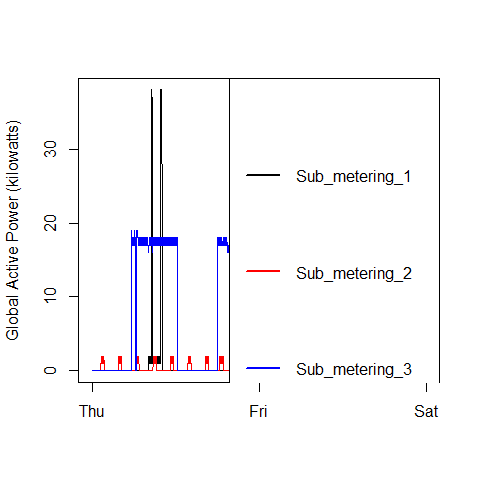 Global Active Power (kilowatts)
30
20
10
0
Sub_metering_1
Sub_metering_2
Sub_metering_3
Thu
Fri
Sat